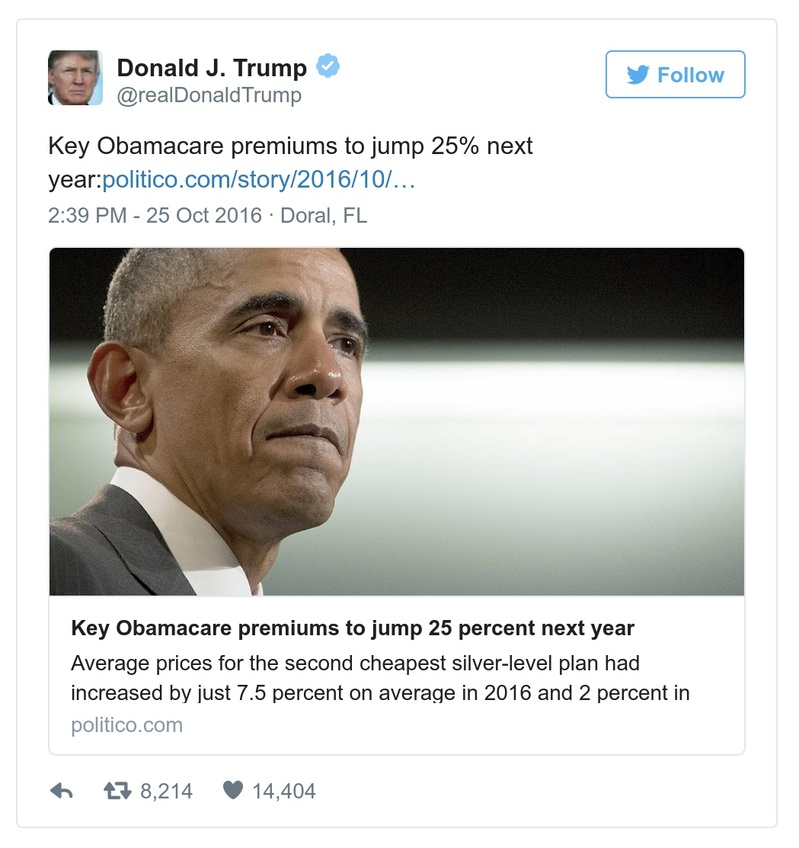 Donald J. Trump
@realDonaldTrump
Follow
Key Obamacare premiums to jump 25% next
year:politico.com/story/2016/10/…
2:39 PM - 25 Oct 2016 · Doral, FL
Key Obamacare premiums to jump 25 percent next year
Average prices for the second cheapest silver-level plan had
increased by just 7.5 percent on average in 2016 and 2 percent in
politico.com
8,214 14,404